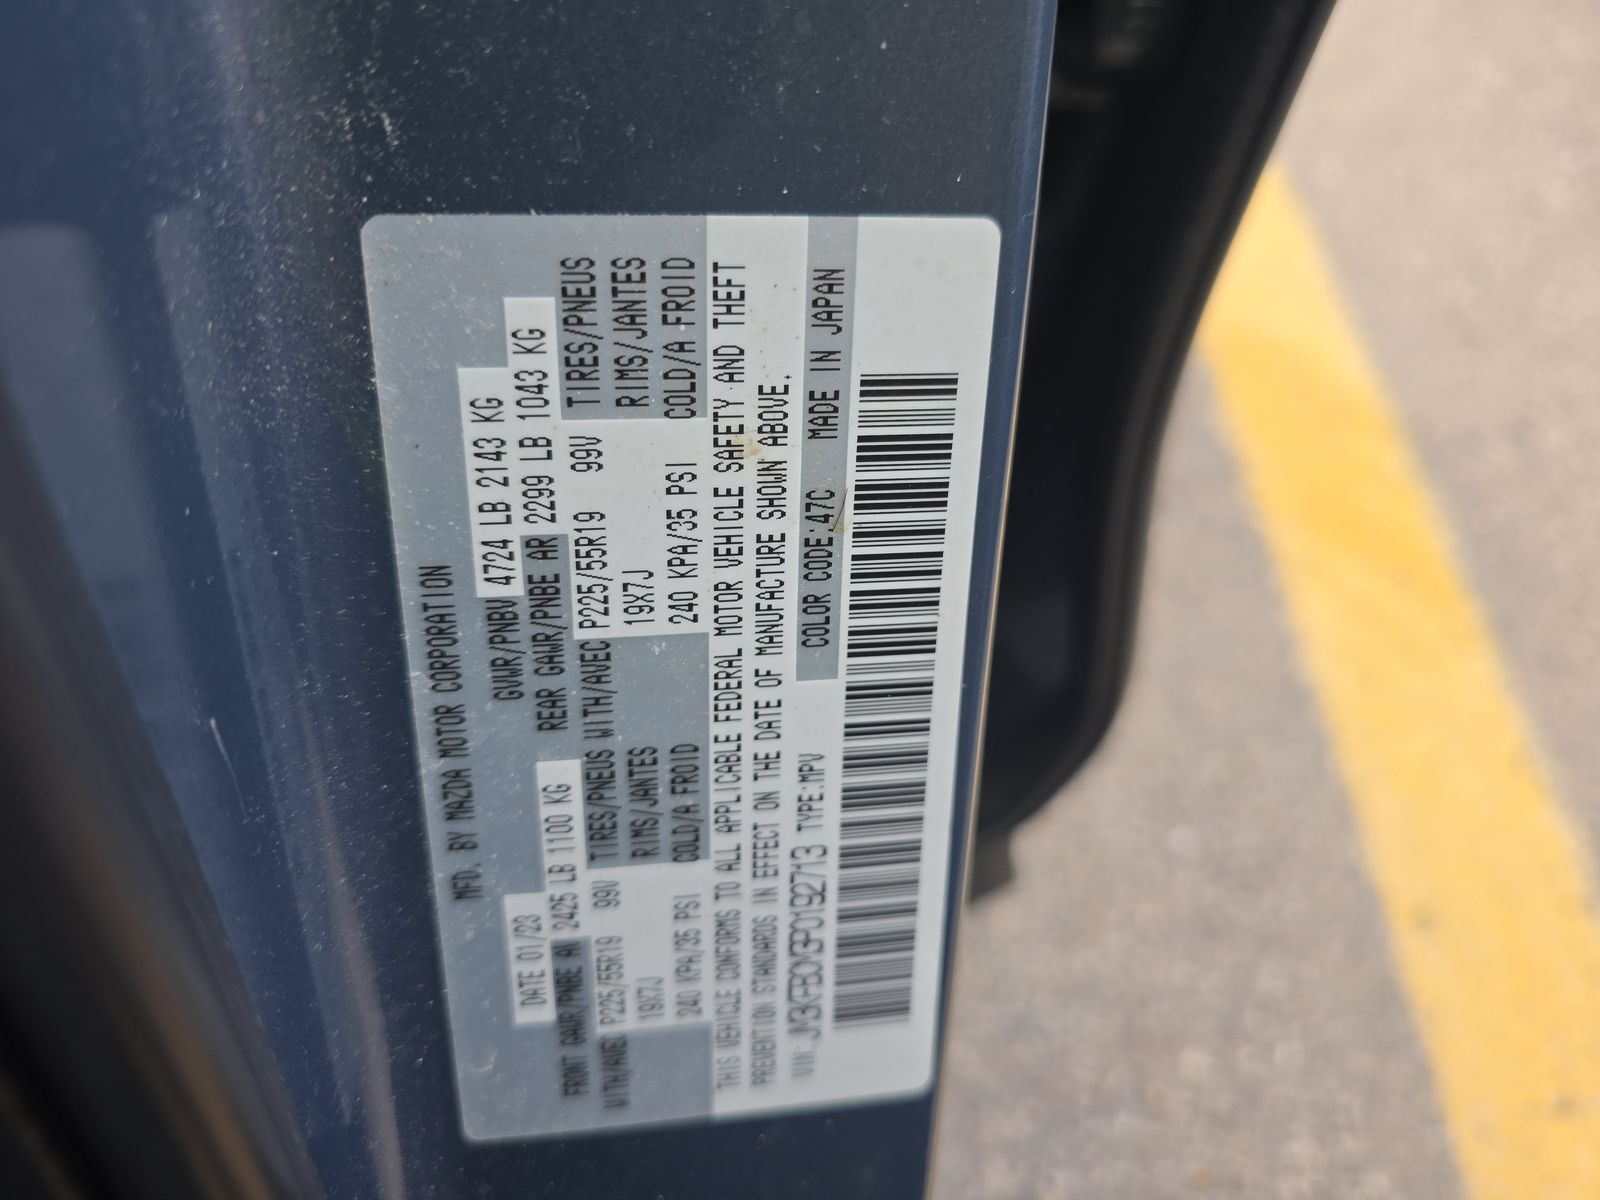 MFD. BY MAZDA MOTOR CORPORATION
DATE 01/23 GVWR/PNBV 4724 LB 2143 KG
FRONT GAWR/PNBE AV 2425 LB 1100 KG REAR GAWR/PNBE AR 2299 LB 1043 KG
WITH/AVEC P225/55R19 99V TIRES/PNEUS WITH/AVEC P225/55R19 99V TIRES/PNEUS
19X7J RIMS/JANTES 19X7J RIMS/JANTES
240 KPA/35 PSI COLD/A FROID 240 KPA/35 PSI COLD/A FROID
THIS VEHICLE CONFORMS TO ALL APPLICABLE FEDERAL MOTOR VEHICLE SAFETY AND THEFT
PREVENTION STANDARDS IN EFFECT ON THE DATE OF MANUFACTURE SHOWN ABOVE.
VIN: TYPE:MPV COLOR CODE:47C MADE IN JAPAN